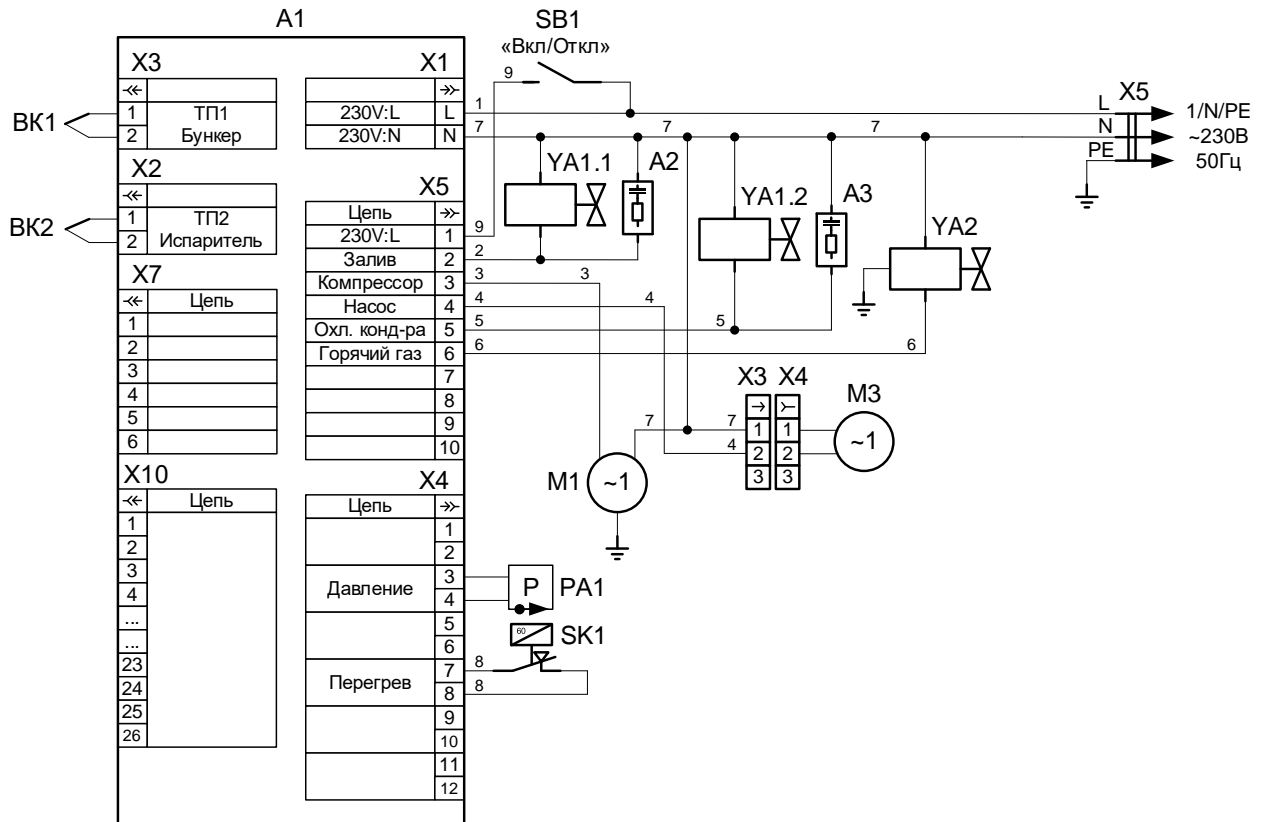 A1
SB1
«Вкл/Откл»
X3
X1
9
1 ТП1
2 Бункер
ВК1
230V:L L
230V:N N
1
7
7
7
L
N
PE
X5
1/N/PE
~230В
50Гц
X2
1 ТП2
2 Испаритель
ВК2
X5
Цепь
230V:L 1
Залив 2
Компрессор 3
Насос 4
Охл. конд-ра 5
Горячий газ 6
7
8
9
10
9
2
3
3
4
4
5
5
6
6
YA1.1
A2
YA1.2
A3
YA2
X7
Цепь
1
2
3
4
5
6
X3 X4
M3
7
7
4
1 1
2 2
3 3
~1
M1
~1
X10
Цепь
1
2
3
4
...
...
23
24
25
26
X4
Цепь
1
2
Давление
3
4
5
6
Перегрев
7
8
9
10
11
12
P
PA1
60
SK1
8
8